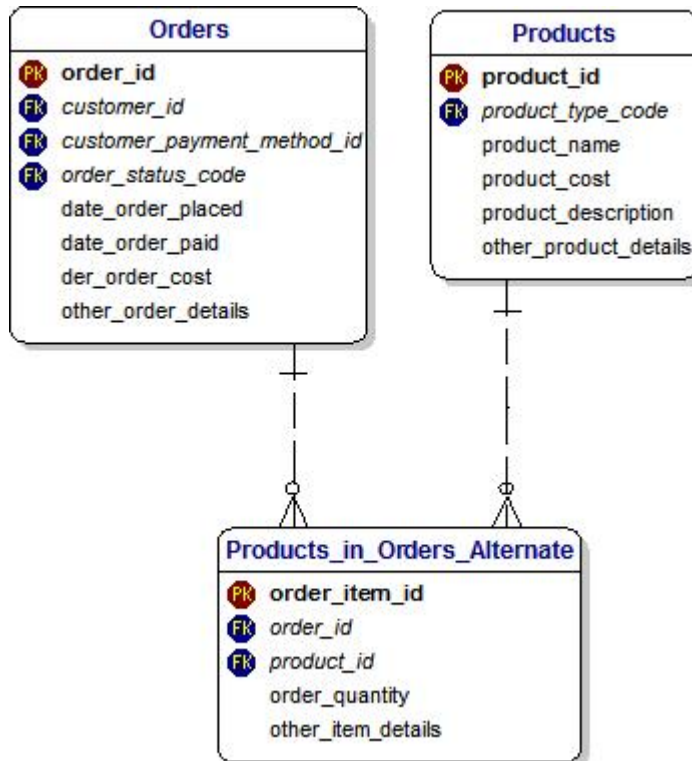 Orders
PK order_id
FK customer_id
FK customer_payment_method_id
FK order_status_code
date_order_placed
date_order_paid
der_order_cost
other_order_details
Products
PK product_id
FK product_type_code
product_name
product_cost
product_description
other_product_details
Products_in_Orders_Alternate
PK order_item_id
FK order_id
FK product_id
order_quantity
other_item_details